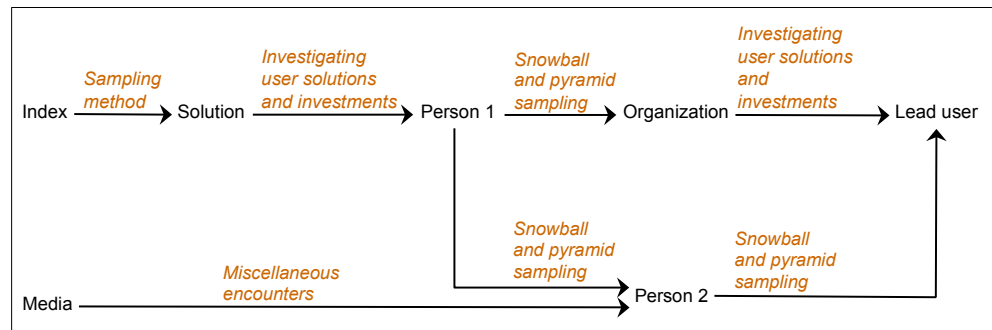 Sampling
method
Investigating
user solutions
and investments
Snowball
and pyramid
sampling
Investigating
user solutions
and
investments
Index
Solution
Person 1
Organization
Lead user
Snowball
and pyramid
sampling
Snowball
and pyramid
sampling
Miscellaneous
encounters
Media
Person 2